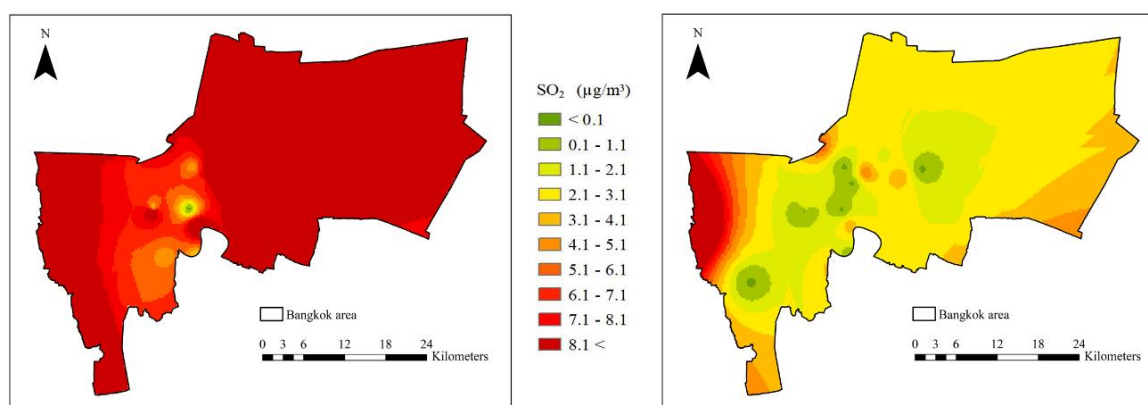 N
Bangkok area
0 3 6 12 18 24
Kilometers
SO₂ (µg/m³)
< 0.1
0.1 - 1.1
1.1 - 2.1
2.1 - 3.1
3.1 - 4.1
4.1 - 5.1
5.1 - 6.1
6.1 - 7.1
7.1 - 8.1
8.1 <
N
Bangkok area
0 3 6 12 18 24
Kilometers